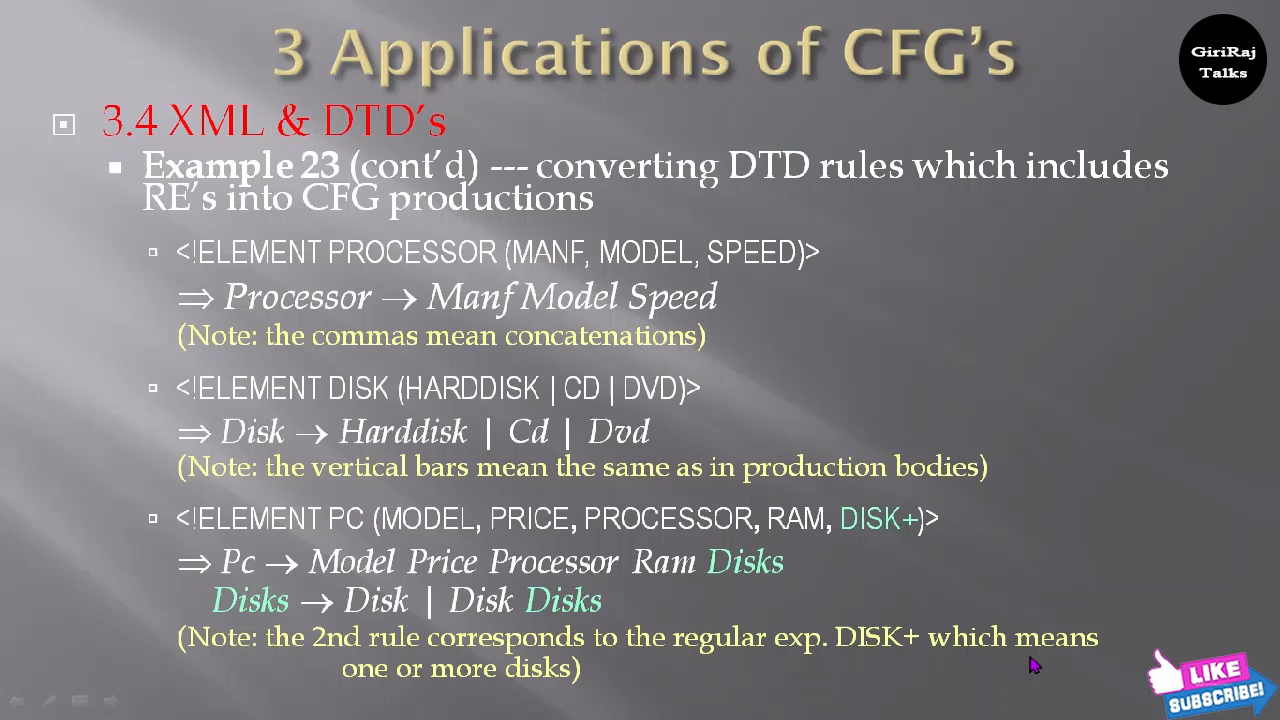 3 Applications of CFG's
GiriRaj
Talks
3.4 XML & DTD's
Example 23 (cont'd) --- converting DTD rules which includes
RE's into CFG productions
<!ELEMENT PROCESSOR (MANF, MODEL, SPEED)>
⇒ Processor → Manf Model Speed
(Note: the commas mean concatenations)
<!ELEMENT DISK (HARDDISK | CD | DVD)>
⇒ Disk → Harddisk | Cd | Dvd
(Note: the vertical bars mean the same as in production bodies)
<!ELEMENT PC (MODEL, PRICE, PROCESSOR, RAM, DISK+)>
⇒ Pc → Model Price Processor Ram Disks
Disks → Disk | Disk Disks
(Note: the 2nd rule corresponds to the regular exp. DISK+ which means
one or more disks)
LIKE
SUBSCRIBE!